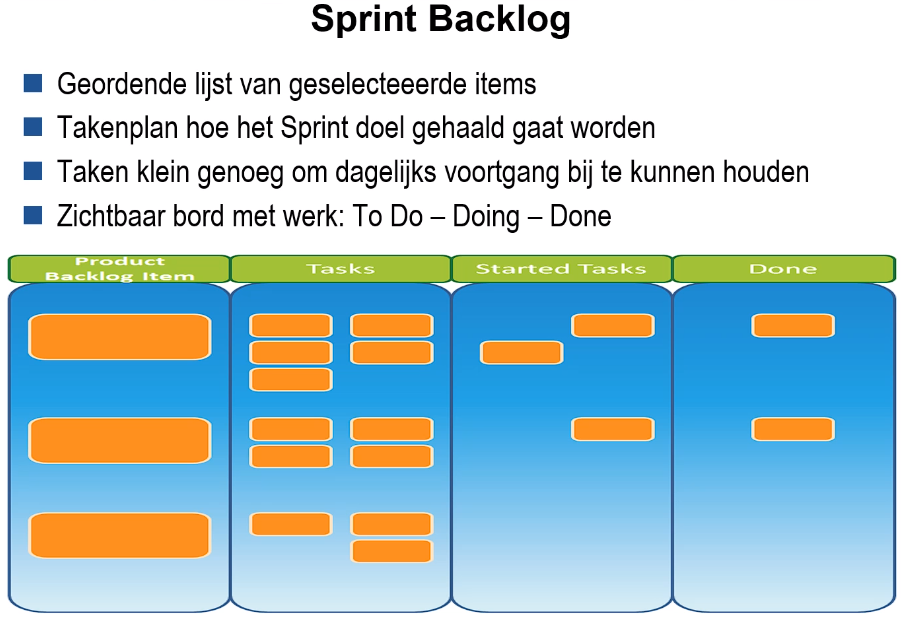 Sprint Backlog
Geordende lijst van geselecteeerde items
Takenplan hoe het Sprint doel gehaald gaat worden
Taken klein genoeg om dagelijks voortgang bij te kunnen houden
Zichtbaar bord met werk: To Do – Doing – Done
Product
Backlog Item
Tasks
Started Tasks
Done